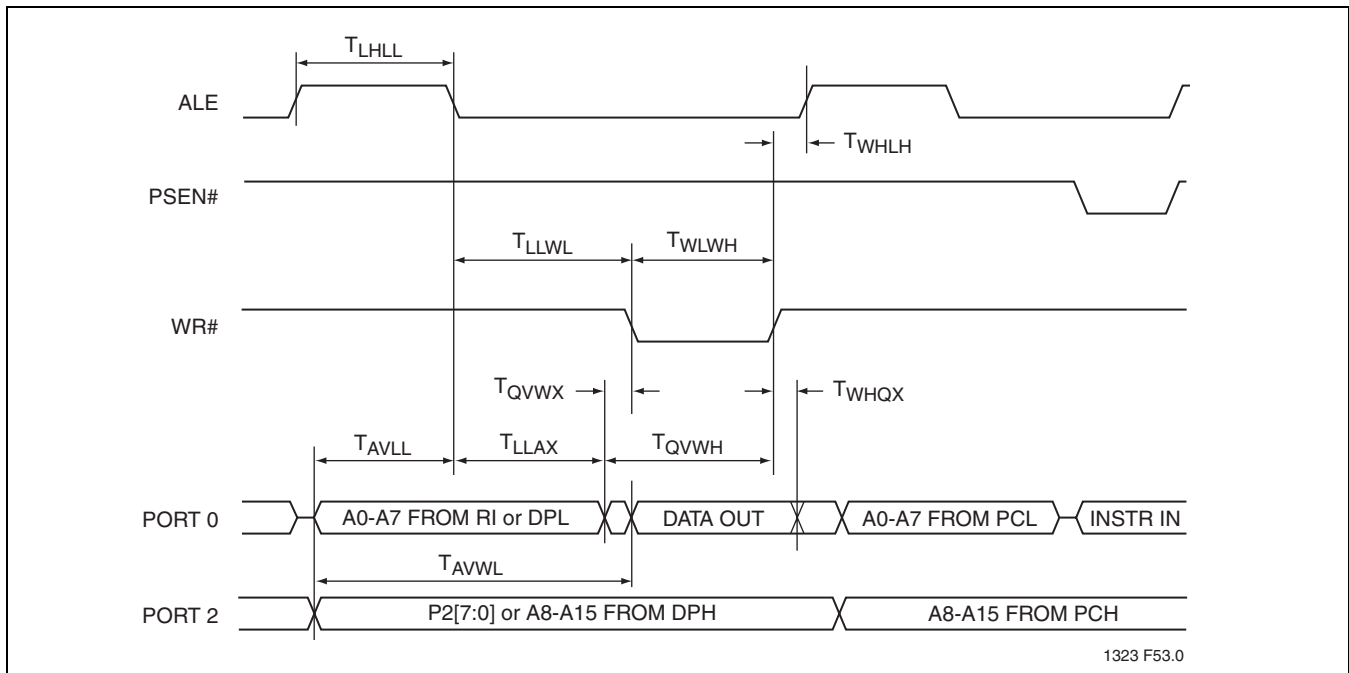 TLHLL
ALE
TWHLH
PSEN#
TLLWL
TWLWH
WR#
TQVWX
TWHQX
TAVLL
TLLAX
TQVWH
PORT 0
A0-A7 FROM RI or DPL
DATA OUT
A0-A7 FROM PCL
INSTR IN
TAVWL
PORT 2
P2[7:0] or A8-A15 FROM DPH
A8-A15 FROM PCH
1323 F53.0